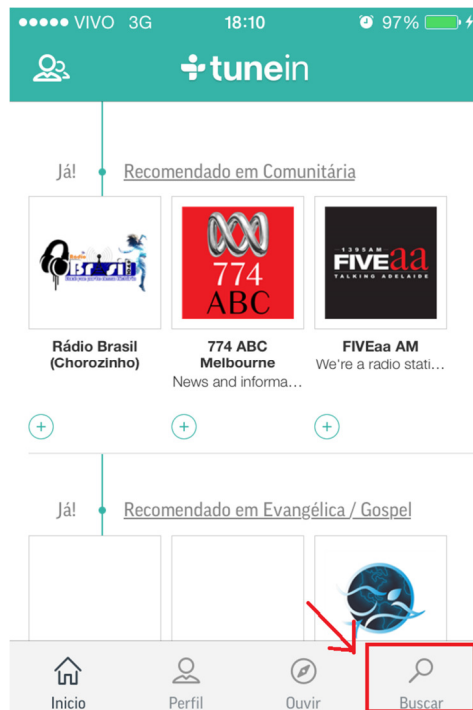 VIVO 3G 18:10 97%
tunein
Já! Recomendado em Comunitária
Radio
Brasil
774
ABC
1395AM
FIVEaa
TALKING ADELAIDE
Rádio Brasil
(Chorozinho)
774 ABC
Melbourne
News and informa...
FIVEaa AM
We're a radio stati...
Já! Recomendado em Evangélica / Gospel
Inicio Perfil Ouvir Buscar